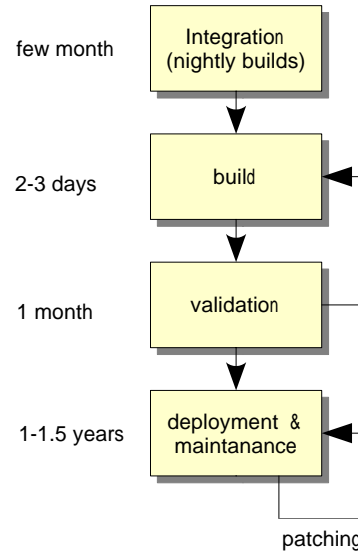 few month
Integration
(nightly builds)
2-3 days
build
1 month
validation
1-1.5 years
deployment &
maintanance
patching